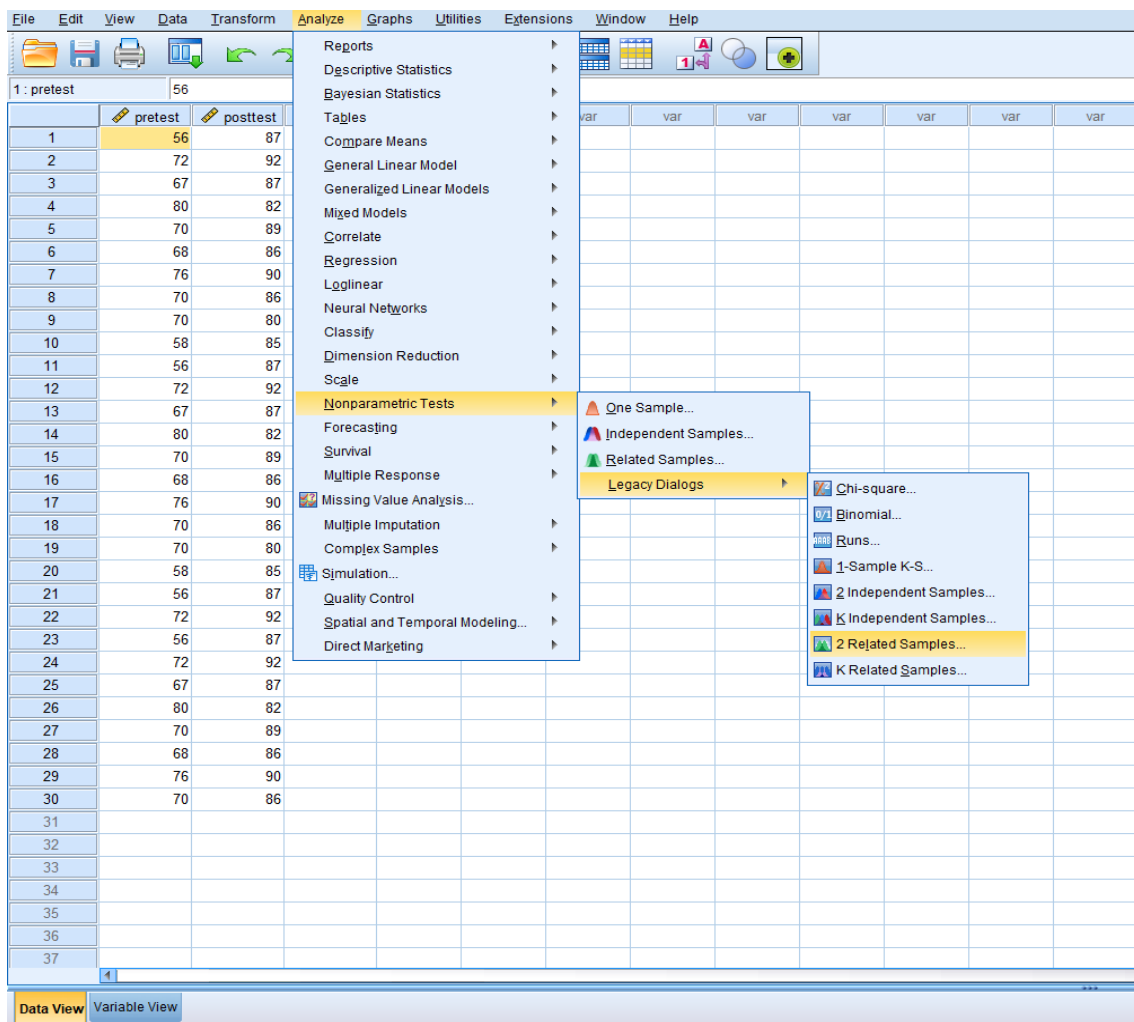 File Edit View Data Transform Analyze Graphs Utilities Extensions Window Help
A
1
1 : pretest 56
pretest posttest var var var var var var var
1 56 87
2 72 92
3 67 87
4 80 82
5 70 89
6 68 86
7 76 90
8 70 86
9 70 80
10 58 85
11 56 87
12 72 92
13 67 87
14 80 82
15 70 89
16 68 86
17 76 90
18 70 86
19 70 80
20 58 85
21 56 87
22 72 92
23 56 87
24 72 92
25 67 87
26 80 82
27 70 89
28 68 86
29 76 90
30 70 86
31
32
33
34
35
36
37
Reports
Descriptive Statistics
Bayesian Statistics
Tables
Compare Means
General Linear Model
Generalized Linear Models
Mixed Models
Correlate
Regression
Loglinear
Neural Networks
Classify
Dimension Reduction
Scale
Nonparametric Tests
Forecasting
Survival
Multiple Response
Missing Value Analysis...
Multiple Imputation
Complex Samples
Simulation...
Quality Control
Spatial and Temporal Modeling...
Direct Marketing
One Sample...
Independent Samples...
Related Samples...
Legacy Dialogs
Chi-square...
0/1 Binomial...
Runs...
1-Sample K-S...
2 Independent Samples...
K Independent Samples...
2 Related Samples...
K Related Samples...
Data View Variable View